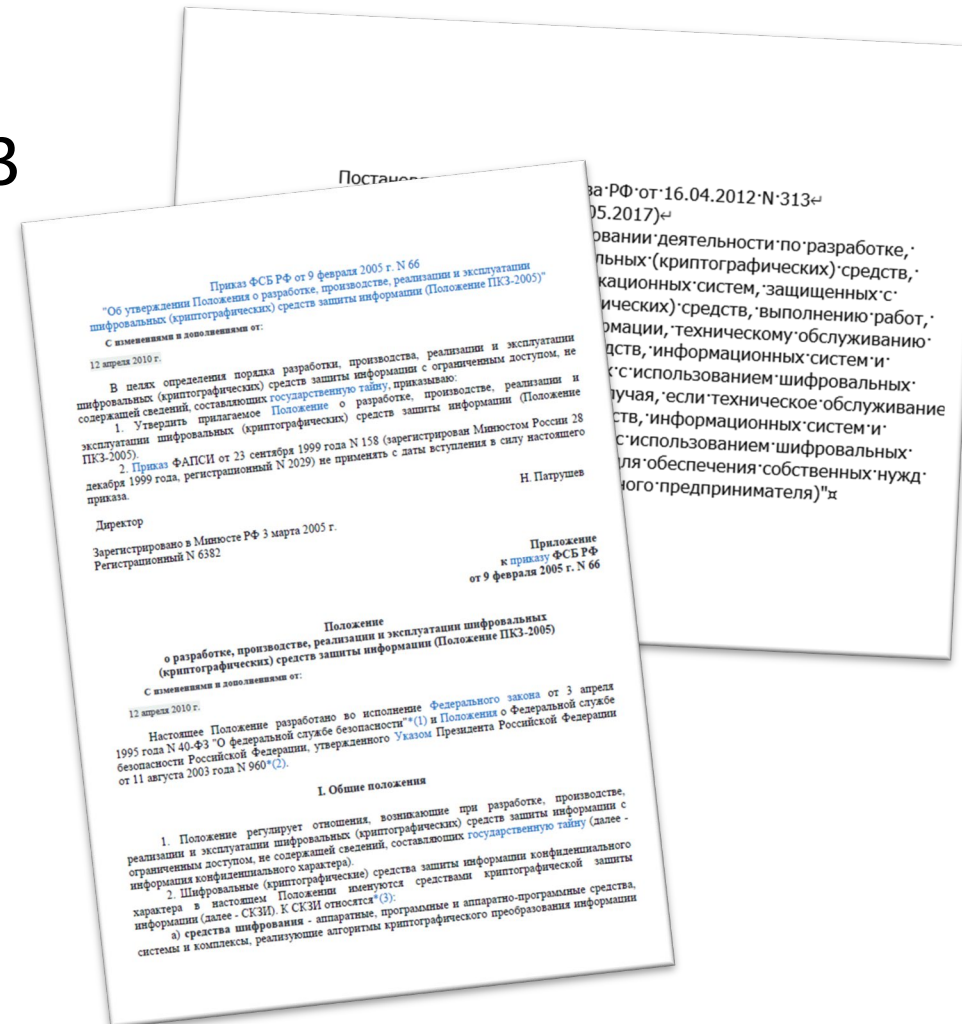 З
Постанов
ва·РФ·от·16.04.2012·N·313↵
05.2017)↵
овании·деятельности·по·разработке,·
льных·(криптографических)·средств,·
кационных·систем,·защищенных·с·
ических)·средств,·выполнению·работ,·
рмации,·техническому·обслуживанию·
дств,·информационных·систем·и·
х·с·использованием·шифровальных·
лучая,·если·техническое·обслуживание
ств,·информационных·систем·и·
с·использованием·шифровальных·
для·обеспечения·собственных·нужд·
ного·предпринимателя)"¤
Приказ ФСБ РФ от 9 февраля 2005 г. N 66
"Об утверждении Положения о разработке, производстве, реализации и эксплуатации
шифровальных (криптографических) средств защиты информации (Положение ПКЗ-2005)"
С изменениями и дополнениями от:
12 апреля 2010 г.
В целях определения порядка разработки, производства, реализации и эксплуатации
шифровальных (криптографических) средств защиты информации с ограниченным доступом, не
содержащей сведений, составляющих государственную тайну, приказываю:
1. Утвердить прилагаемое Положение о разработке, производстве, реализации и
эксплуатации шифровальных (криптографических) средств защиты информации (Положение
ПКЗ-2005).
2. Приказ ФАПСИ от 23 сентября 1999 года N 158 (зарегистрирован Минюстом России 28
декабря 1999 года, регистрационный N 2029) не применять с даты вступления в силу настоящего
приказа.
Директор
Н. Патрушев
Зарегистрировано в Минюсте РФ 3 марта 2005 г.
Регистрационный N 6382
Приложение
к приказу ФСБ РФ
от 9 февраля 2005 г. N 66
Положение
о разработке, производстве, реализации и эксплуатации шифровальных
(криптографических) средств защиты информации (Положение ПКЗ-2005)
С изменениями и дополнениями от:
12 апреля 2010 г.
Настоящее Положение разработано во исполнение Федерального закона от 3 апреля
1995 года N 40-ФЗ "О федеральной службе безопасности"*(1) и Положения о Федеральной службе
безопасности Российской Федерации, утвержденного Указом Президента Российской Федерации
от 11 августа 2003 года N 960*(2).
I. Общие положения
1. Положение регулирует отношения, возникающие при разработке, производстве,
реализации и эксплуатации шифровальных (криптографических) средств защиты информации с
ограниченным доступом, не содержащей сведений, составляющих государственную тайну (далее -
информация конфиденциального характера).
2. Шифровальные (криптографические) средства защиты информации конфиденциального
характера в настоящем Положении именуются средствами криптографической защиты
информации (далее - СКЗИ). К СКЗИ относятся*(3):
а) средства шифрования - аппаратные, программные и аппаратно-программные средства,
системы и комплексы, реализующие алгоритмы криптографического преобразования информации